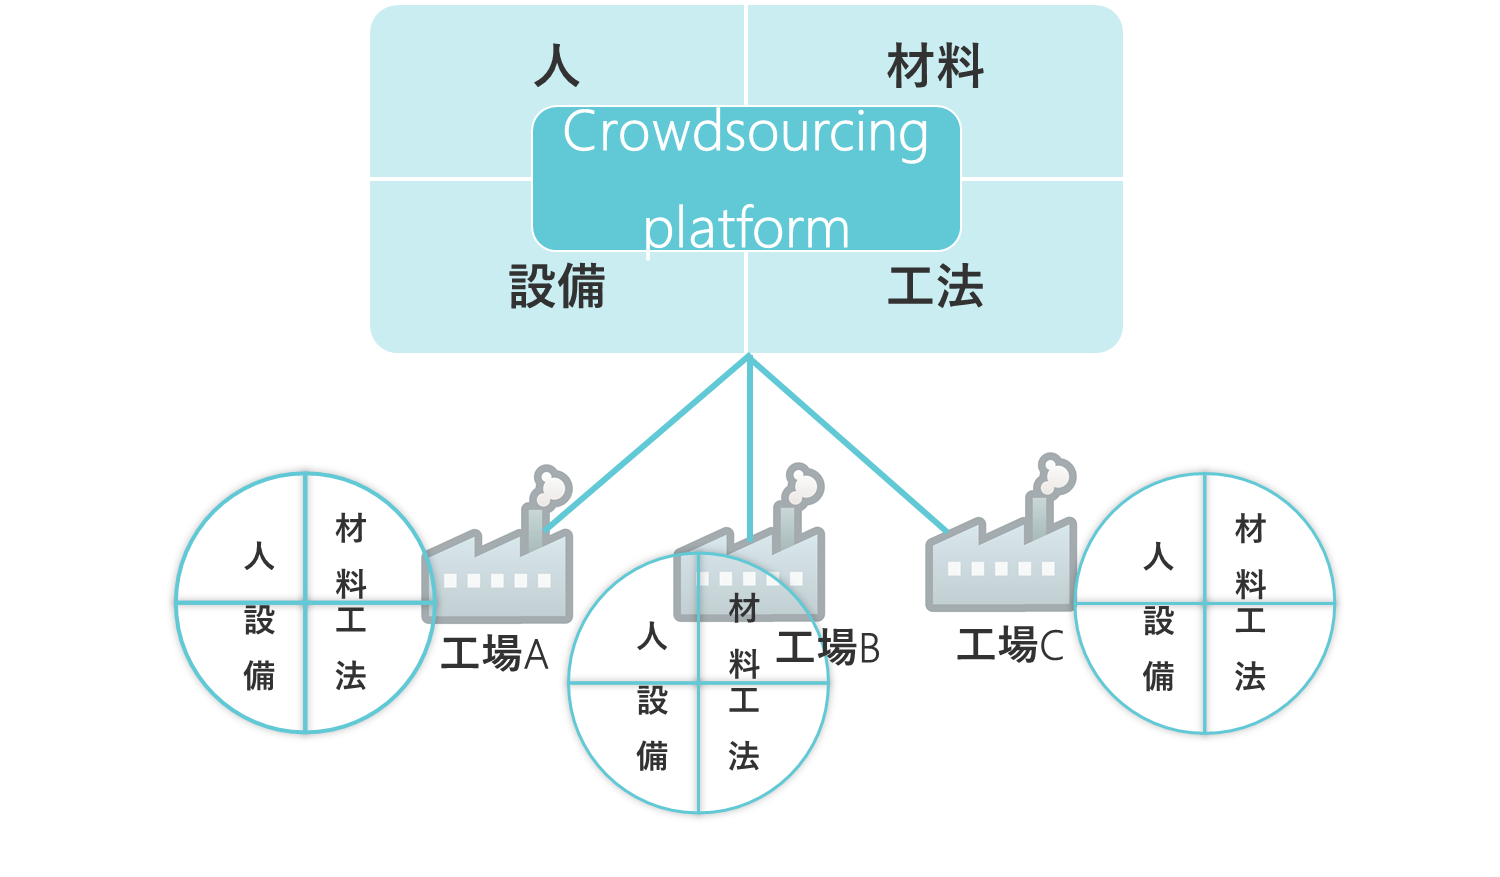 人
材料
Crowdsourcing
platform
設備
工法
人
材
料
設
備
工
法
工場A
人
材
料
設
備
工
法
工場B
工場C
人
材
料
設
備
工
法